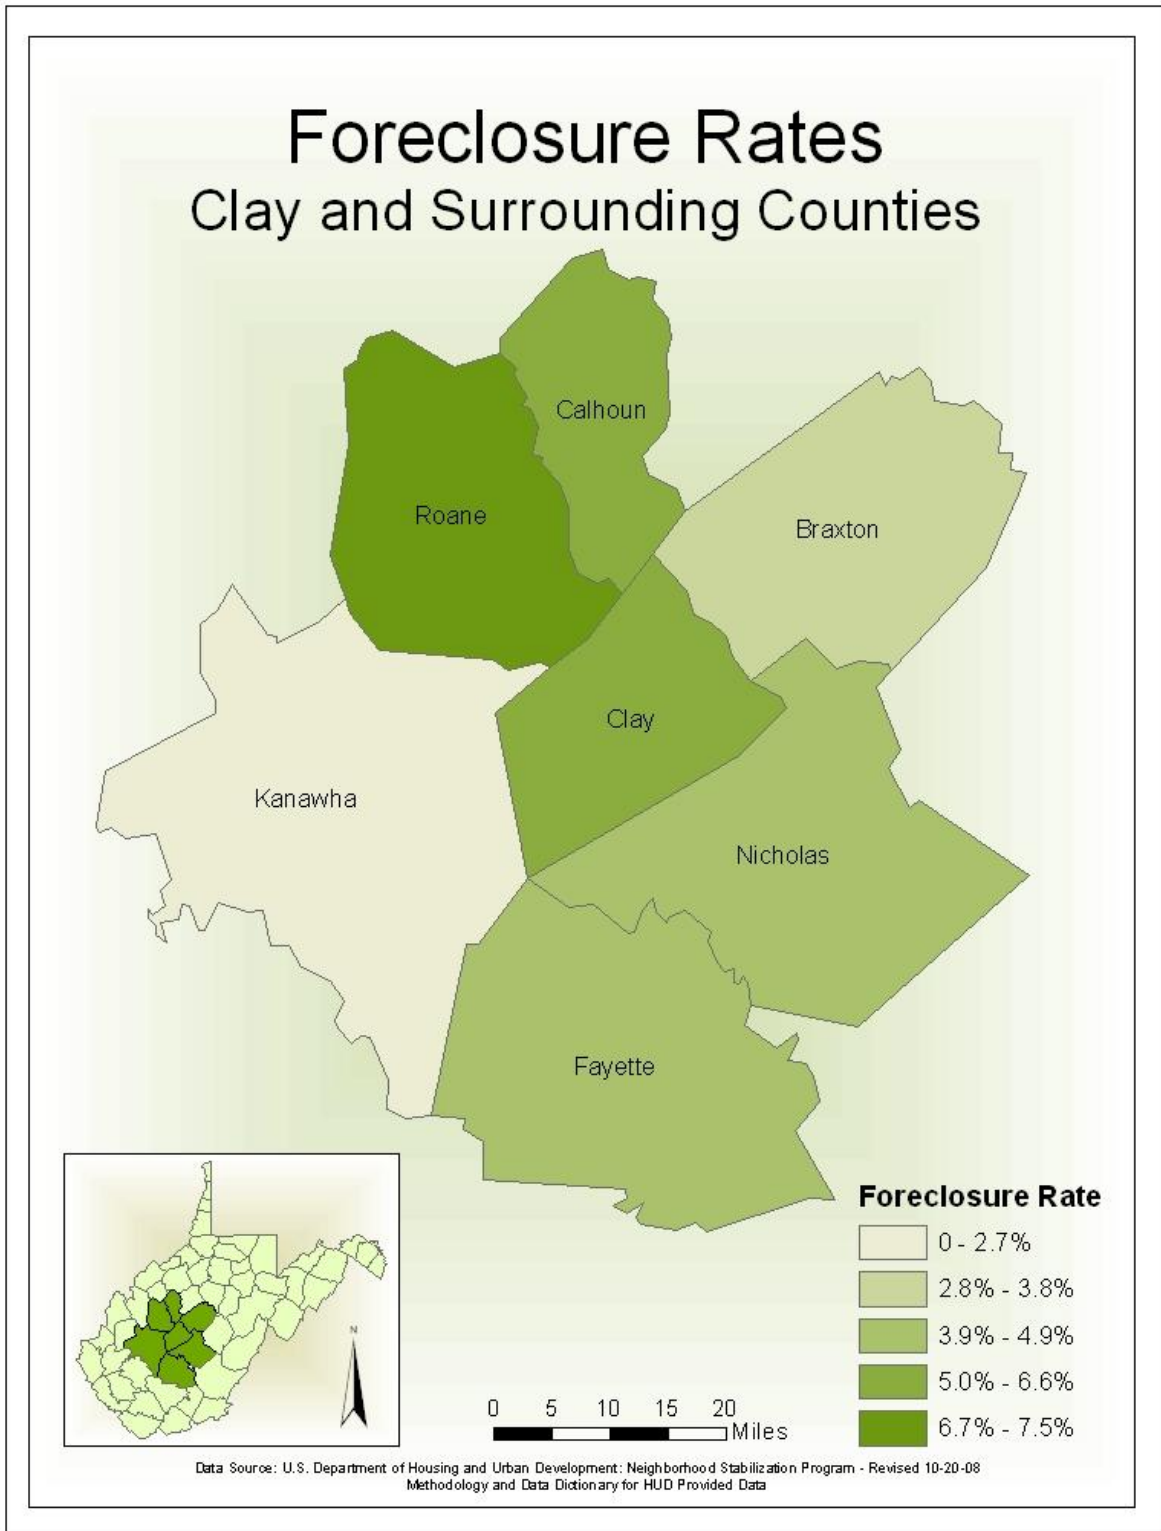 Foreclosure Rates
Clay and Surrounding Counties
Calhoun
Roane
Braxton
Clay
Kanawha
Nicholas
Fayette
Foreclosure Rate
0 - 2.7%
2.8% - 3.8%
3.9% - 4.9%
5.0% - 6.6%
6.7% - 7.5%
N
0 5 10 15 20
Miles
Data Source: U.S. Department of Housing and Urban Development: Neighborhood Stabilization Program - Revised 10-20-08
Methodology and Data Dictionary for HUD Provided Data